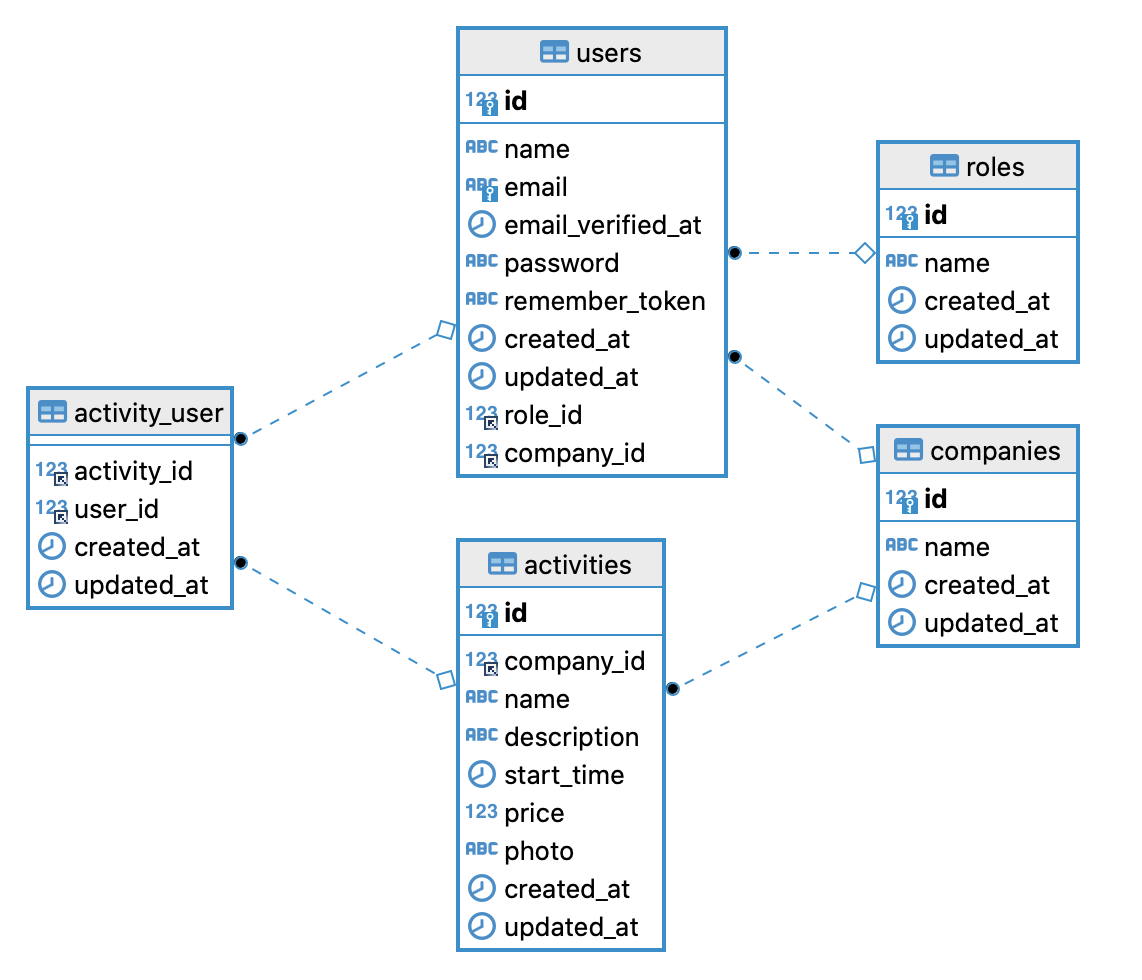 users
123 id
ABC name
ABC email
email_verified_at
ABC password
ABC remember_token
created_at
updated_at
123 role_id
123 company_id
roles
123 id
ABC name
created_at
updated_at
activity_user
123 activity_id
123 user_id
created_at
updated_at
companies
123 id
ABC name
created_at
updated_at
activities
123 id
123 company_id
ABC name
ABC description
start_time
123 price
ABC photo
created_at
updated_at